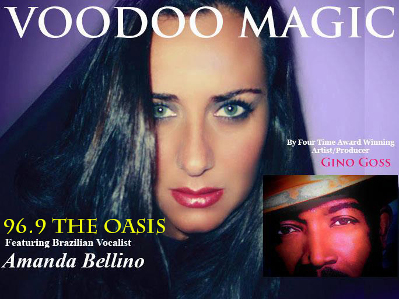 VOODOO MAGIC
By Four Time Award Winning
Artist/Producer
Gino Goss
96.9 THE OASIS
Featuring Brazilian Vocalist
Amanda Bellino